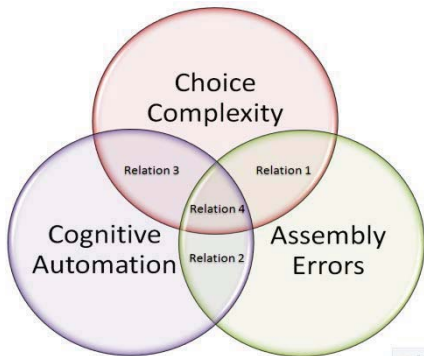 Choice
Complexity
Relation 3
Relation 1
Relation 4
Cognitive
Automation
Relation 2
Assembly
Errors